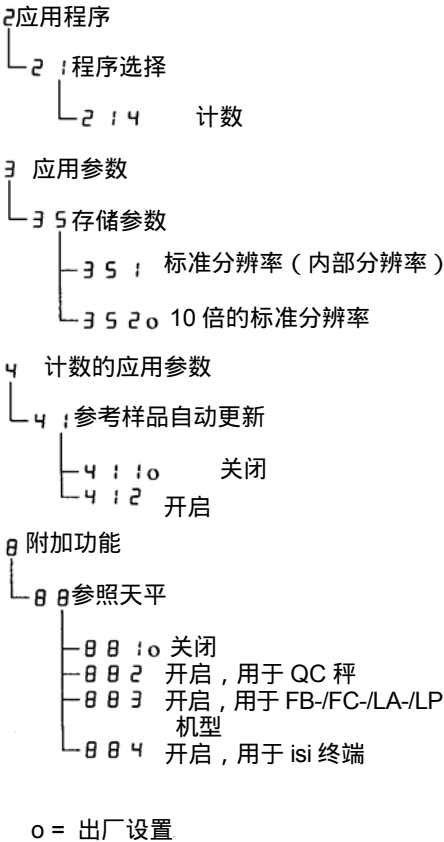 2应用程序
2 1程序选择
2 1 4 计数
3 应用参数
3 5存储参数
3 5 1 标准分辨率（内部分辨率）
3 5 2o 10 倍的标准分辨率
4 计数的应用参数
4 1参考样品自动更新
4 1 1o 关闭
4 1 2 开启
8 附加功能
8 8参照天平
8 8 1o 关闭
8 8 2 开启，用于 QC 秤
8 8 3 开启，用于 FB-/FC-/LA-/LP
机型
8 8 4 开启，用于 isi 终端
o = 出厂设置